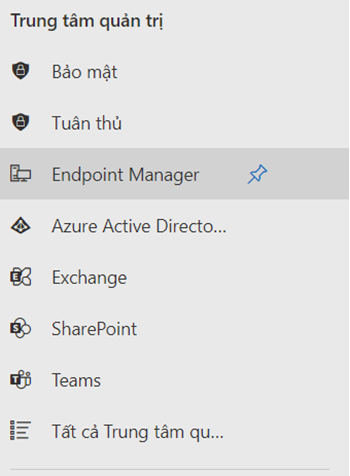 Trung tâm quản trị
Bảo mật
Tuân thủ
Endpoint Manager
Azure Active Directo...
Exchange
SharePoint
Teams
Tất cả Trung tâm qu...